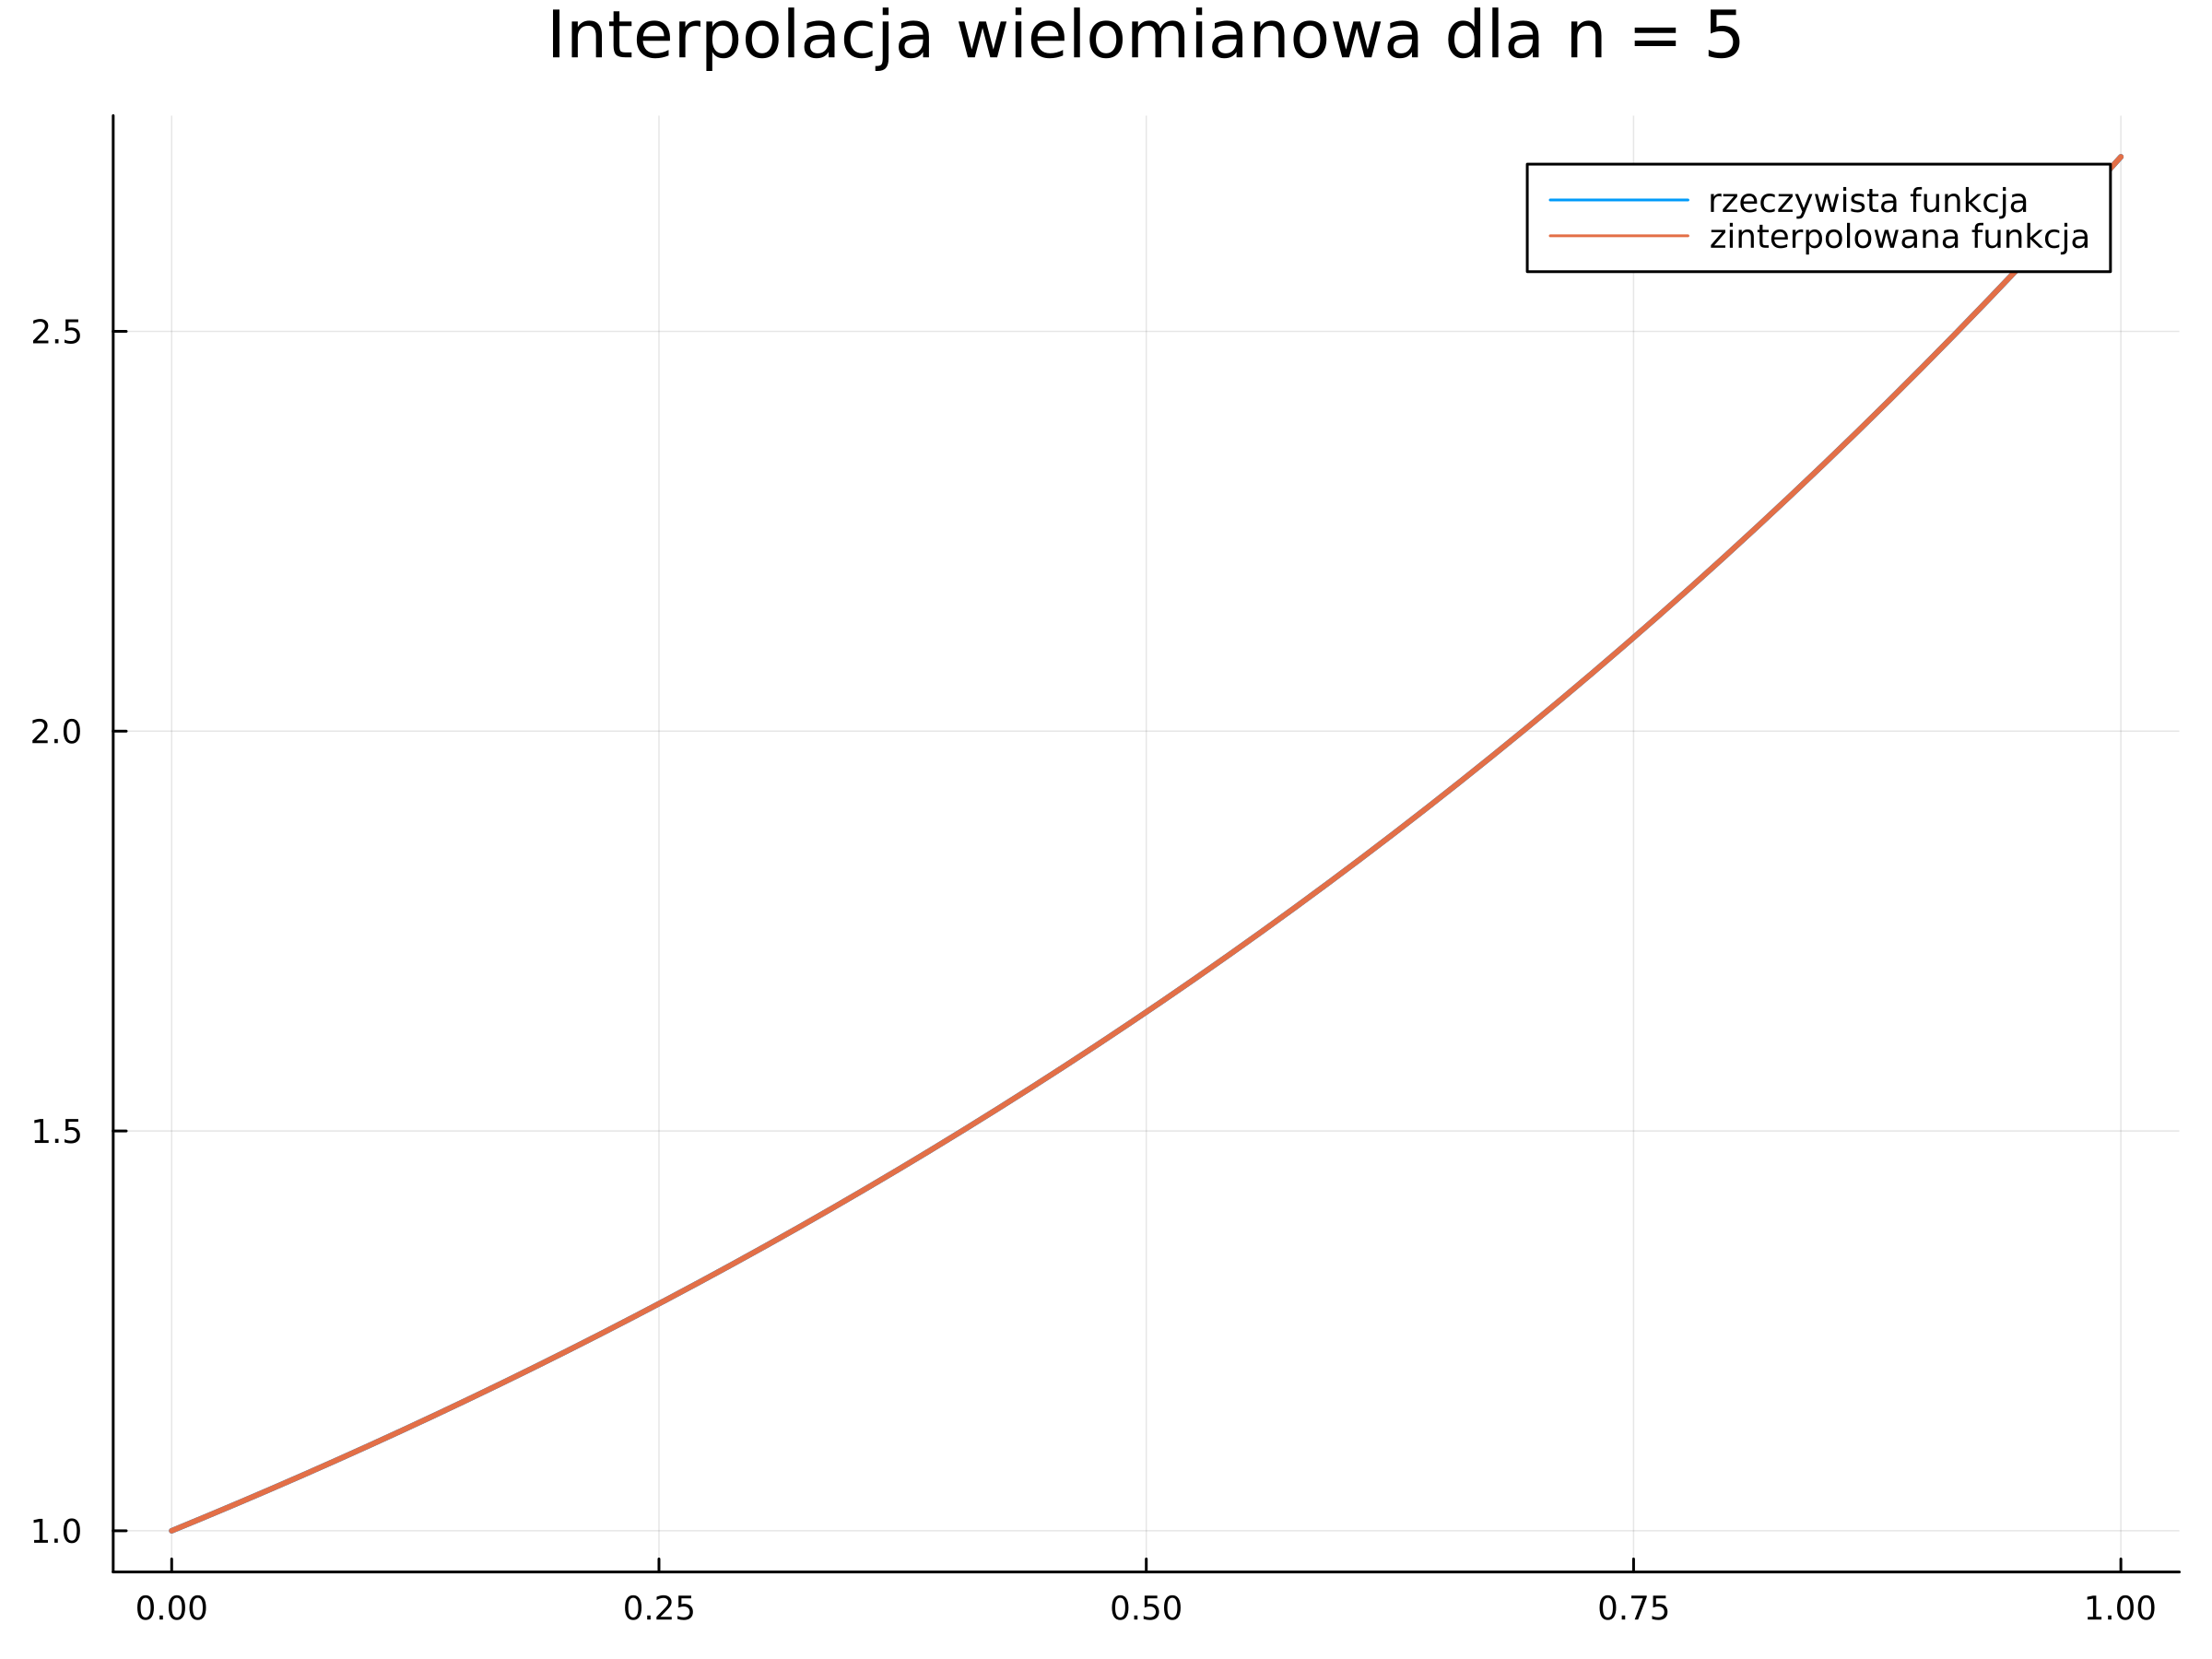 Interpolacja wielomianowa dla n = 5
rzeczywista funkcja
zinterpolowana funkcja
2.5
2.0
1.5
1.0
0.00 0.25 0.50 0.75 1.00